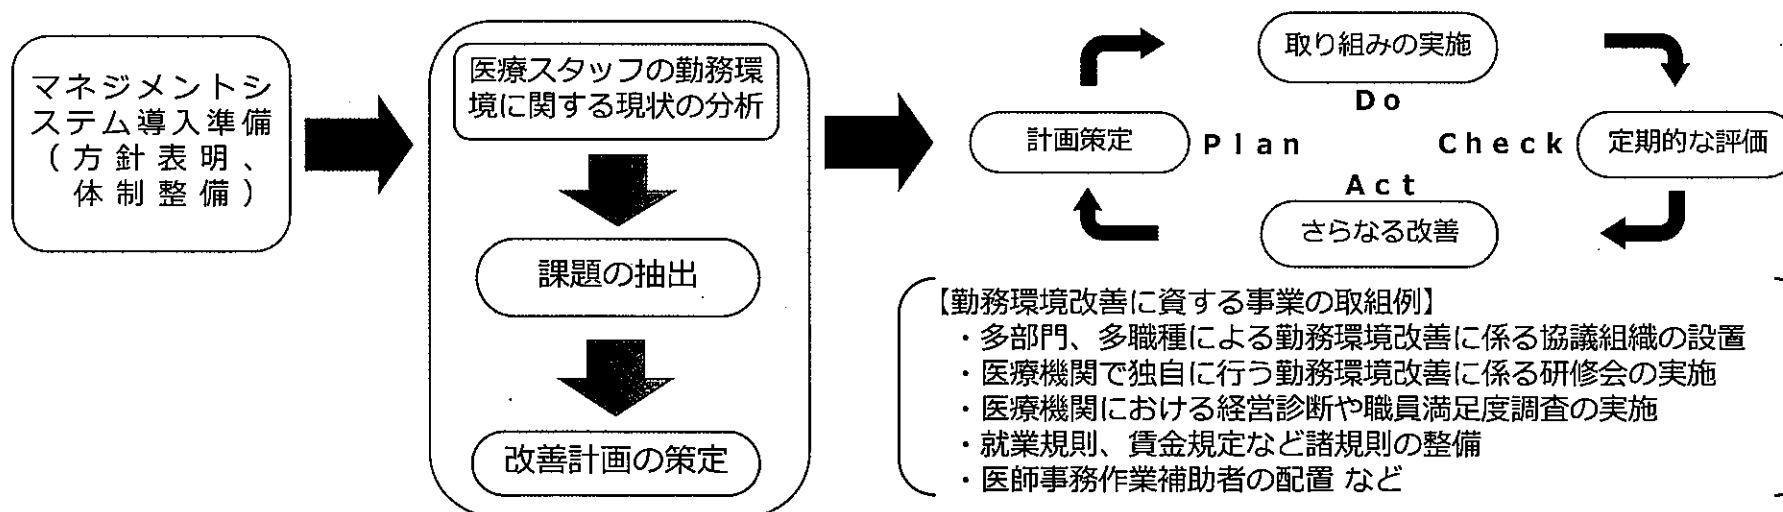 マネジメントシ
ステム導入準備
（方針表明、
体制整備）
医療スタッフの勤務環
境に関する現状の分析
課題の抽出
改善計画の策定
取り組みの実施
Do
計画策定
Plan
Check
定期的な評価
Act
さらなる改善
【勤務環境改善に資する事業の取組例】
・多部門、多職種による勤務環境改善に係る協議組織の設置
・医療機関で独自に行う勤務環境改善に係る研修会の実施
・医療機関における経営診断や職員満足度調査の実施
・就業規則、賃金規定など諸規則の整備
・医師事務作業補助者の配置 など